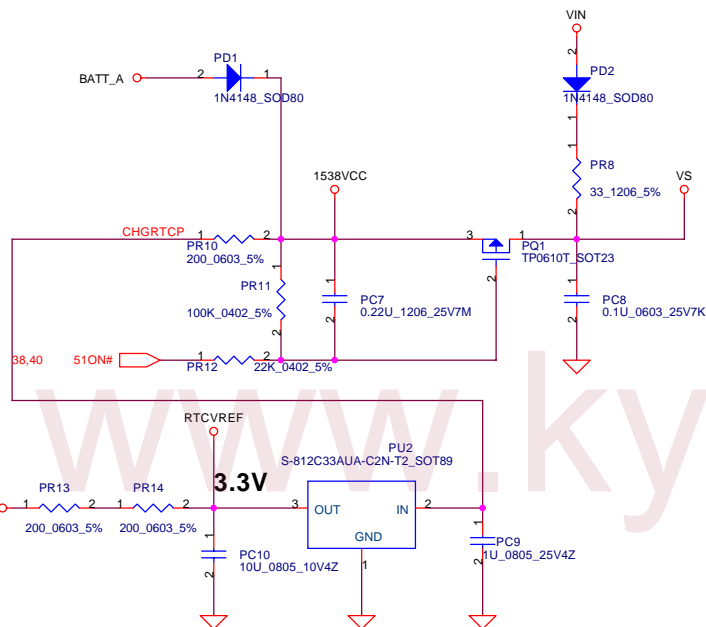 VIN
PD1
BATT_A
2
1
1N4148_SOD80
2
PD2
1N4148_SOD80
1
1
PR8
33_1206_5%
2
1538VCC
VS
CHGRTCP
1
2
PR10
200_0603_5%
3
1
PQ1
TP0610T_SOT23
2
1
PR11
100K_0402_5%
2
1
PC7
0.22U_1206_25V7M
2
1
PC8
0.1U_0603_25V7K
2
38,40
51ON#
1
2
PR12
22K_0402_5%
www.ky
RTCVREF
PU2
S-812C33AUA-C2N-T2_SOT89
3.3V
PR13
1
2
200_0603_5%
PR14
1
2
200_0603_5%
3
OUT
IN
2
GND
1
1
PC10
10U_0805_10V4Z
2
1
PC9
1U_0805_25V4Z
2